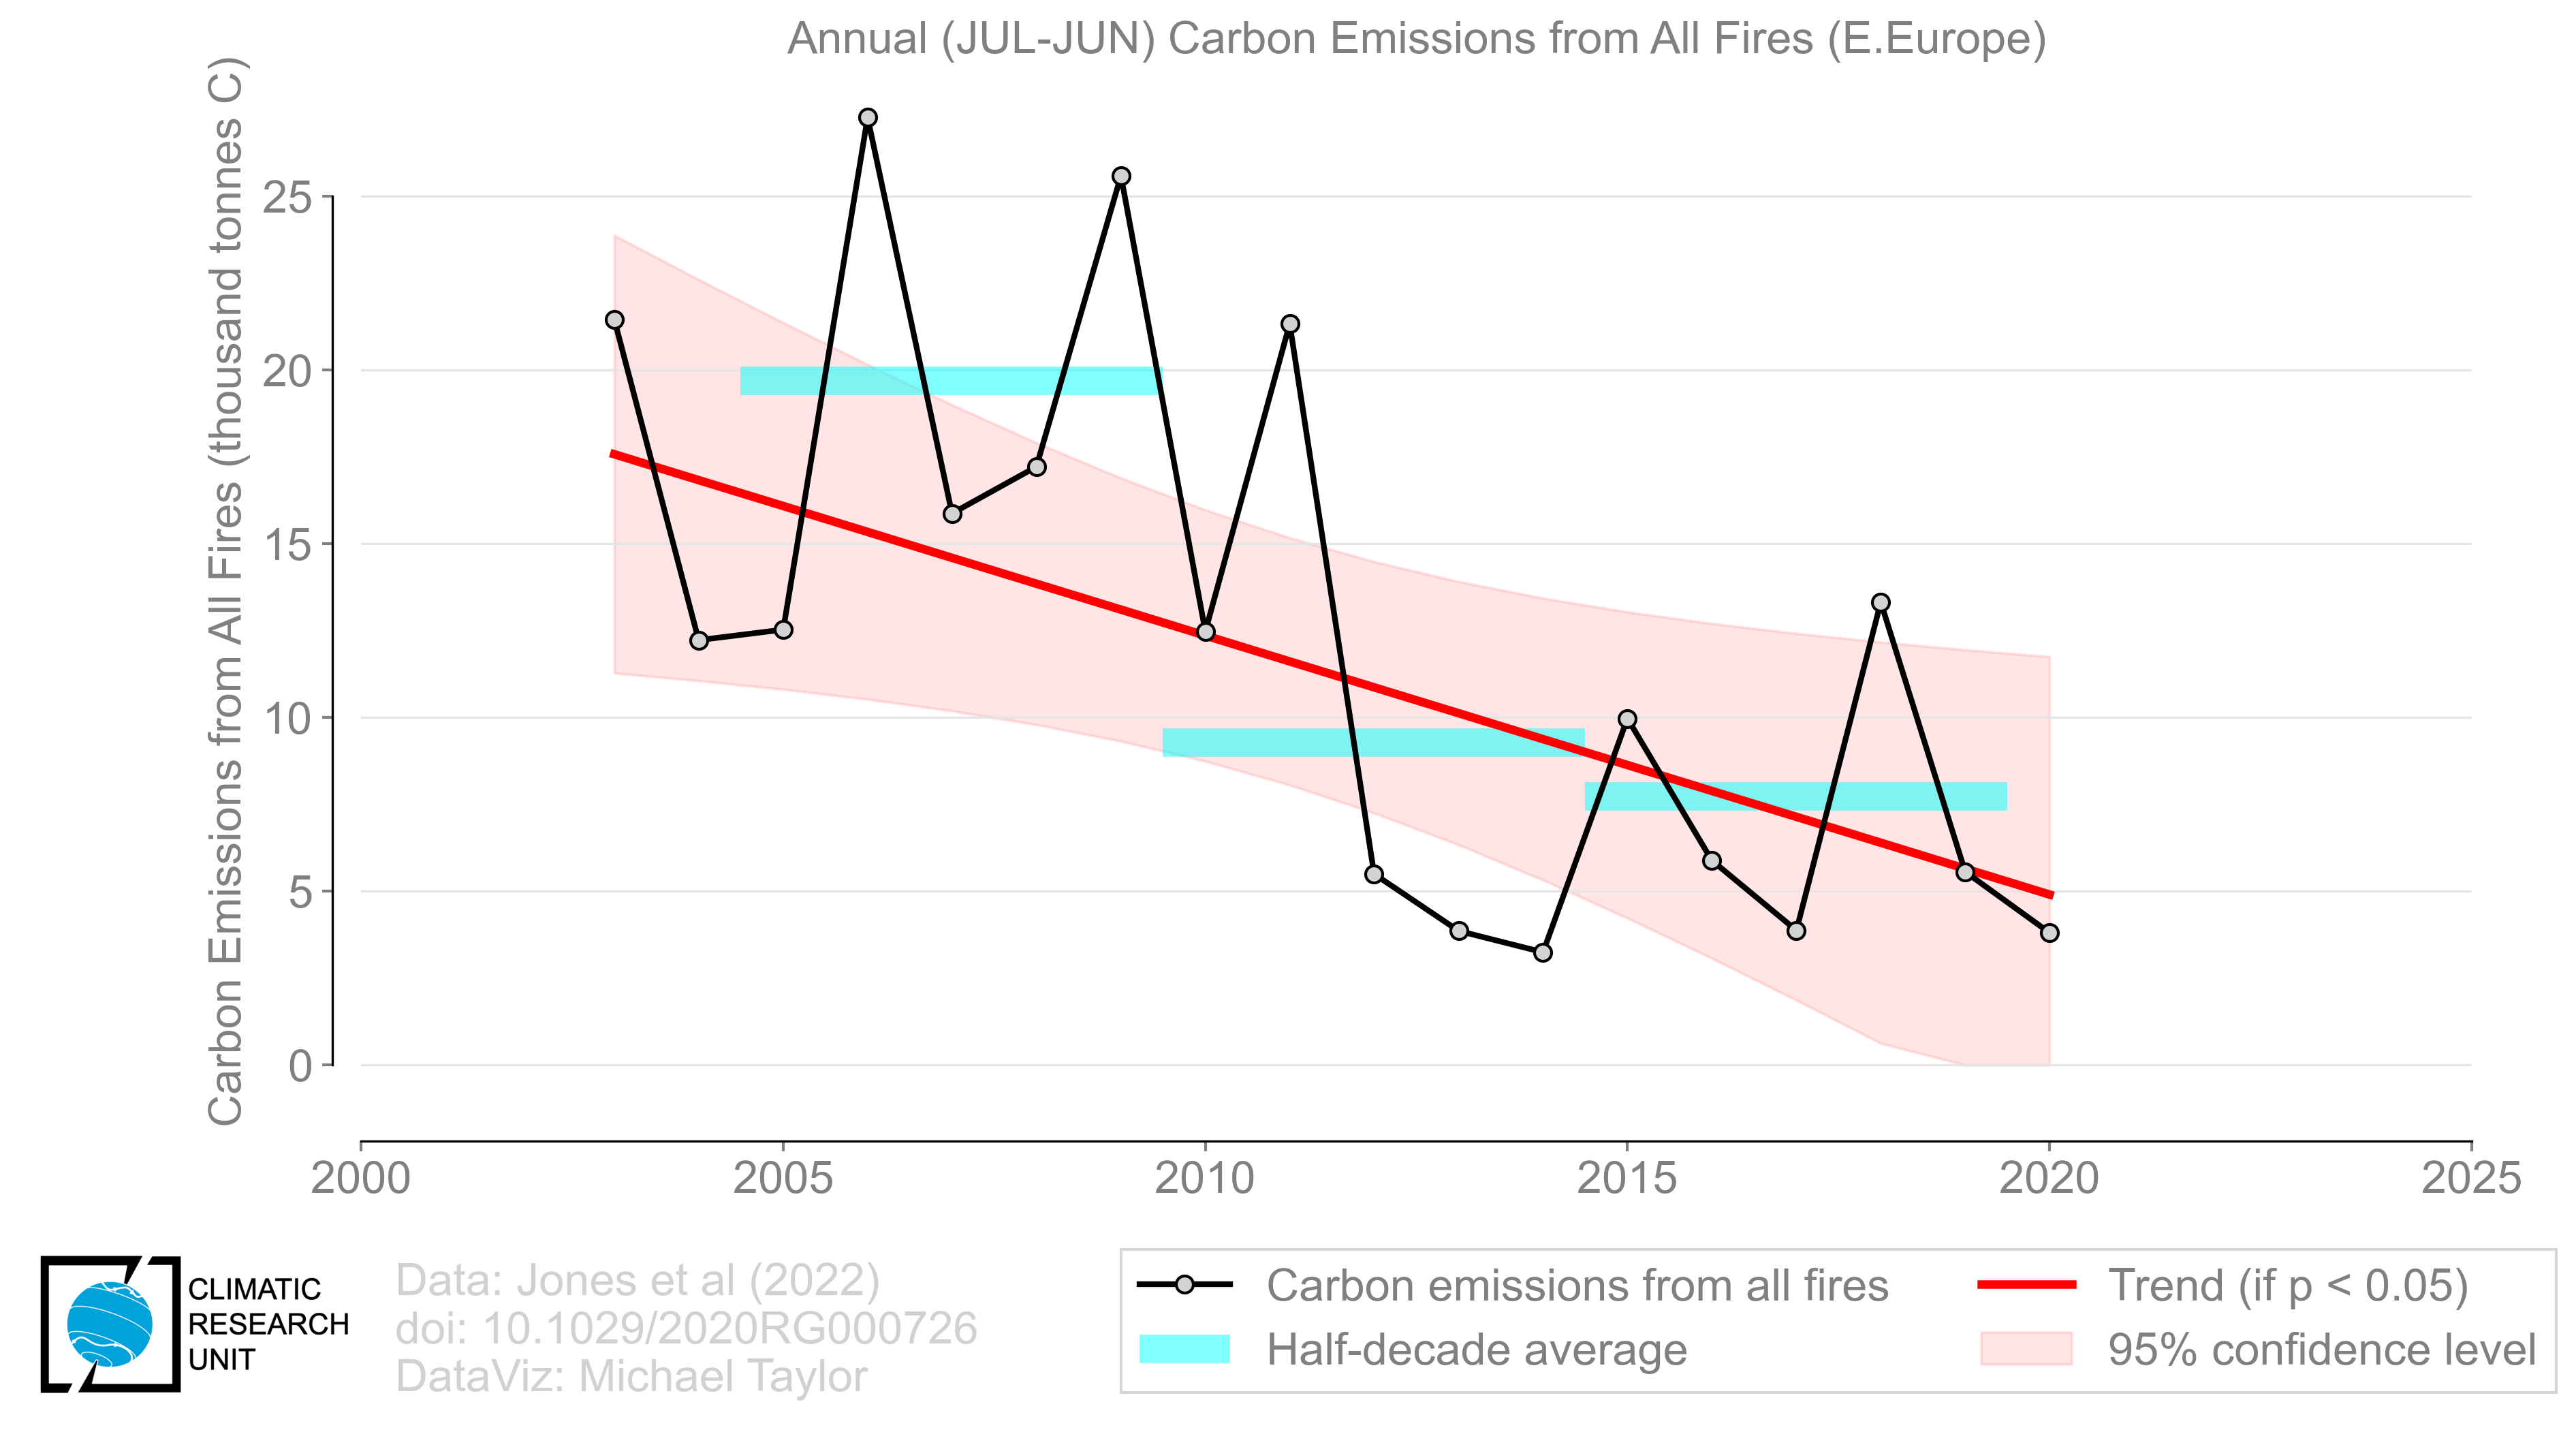 Annual (JUL-JUN) Carbon Emissions from All Fires (E.Europe)
Carbon Emissions from All Fires (thousand tonnes C)
25
20
15
10
5
0
2000 2005 2010 2015 2020 2025
CLIMATIC
RESEARCH
UNIT
Data: Jones et al (2022)
doi: 10.1029/2020RG000726
DataViz: Michael Taylor
Carbon emissions from all fires
Half-decade average
Trend (if p < 0.05)
95% confidence level